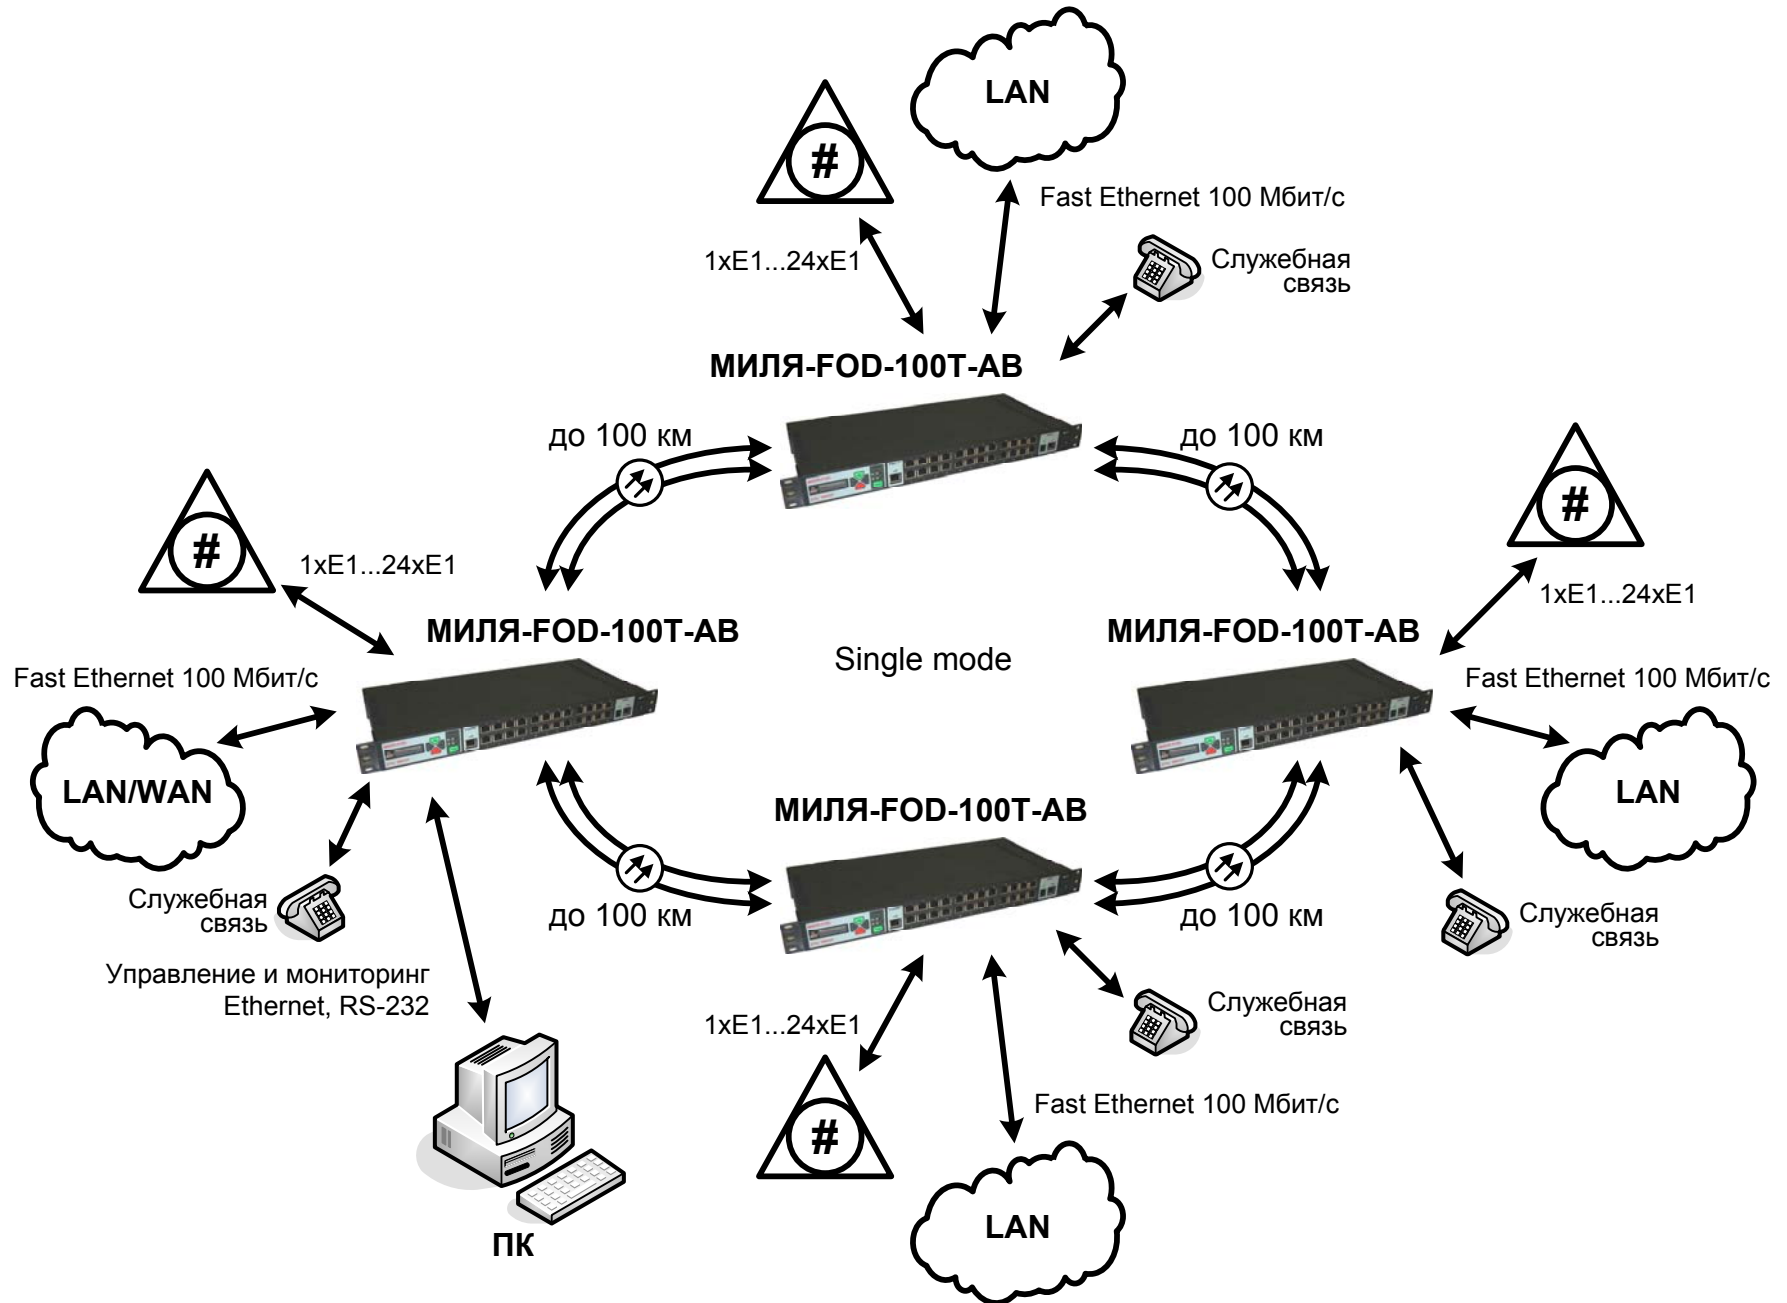 LAN
#
Fast Ethernet 100 Мбит/с
1xE1...24xE1
Служебная
связь
МИЛЯ-FOD-100T-AB
до 100 км
до 100 км
#
1xE1...24xE1
#
1xE1...24xE1
МИЛЯ-FOD-100T-AB
Single mode
МИЛЯ-FOD-100T-AB
Fast Ethernet 100 Мбит/с
Fast Ethernet 100 Мбит/с
LAN/WAN
LAN
МИЛЯ-FOD-100T-AB
Служебная
связь
до 100 км
до 100 км
Служебная
связь
Управление и мониторинг
Ethernet, RS-232
1xE1...24xE1
Служебная
связь
#
Fast Ethernet 100 Мбит/с
LAN
ПК